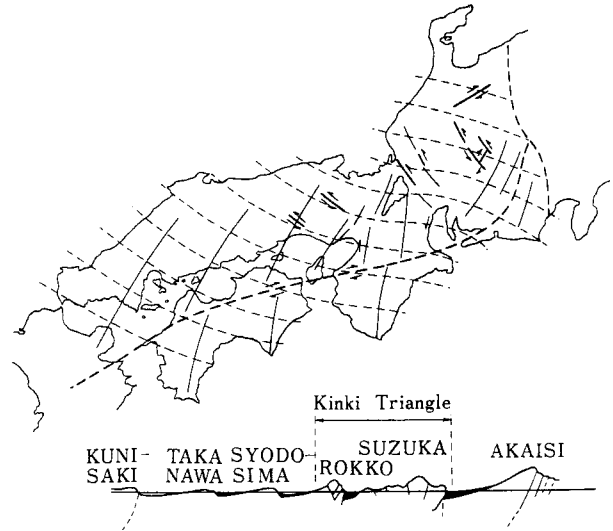 Kinki Triangle
KUNI-
SAKI
TAKA
NAWA
SYODO-
SIMA
ROKKO
SUZUKA
AKAISI